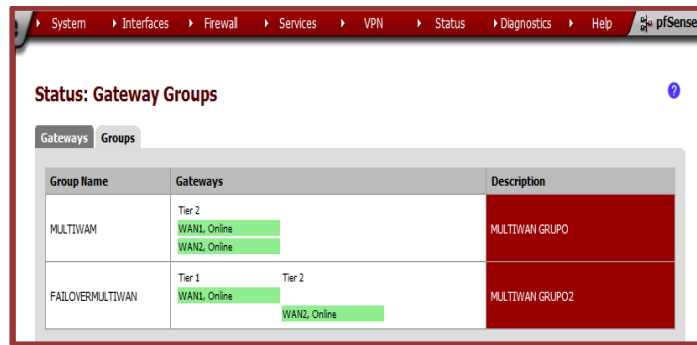 System Interfaces Firewall Services VPN Status Diagnostics Help pfSense
Status: Gateway Groups
?
Gateways Groups
Group Name Gateways Description
MULTIWAM
Tier 2
WAN1, Online
WAN2, Online
MULTIWAN GRUPO
FAILOVERMULTIWAN
Tier 1 Tier 2
WAN1, Online
WAN2, Online
MULTIWAN GRUPO2